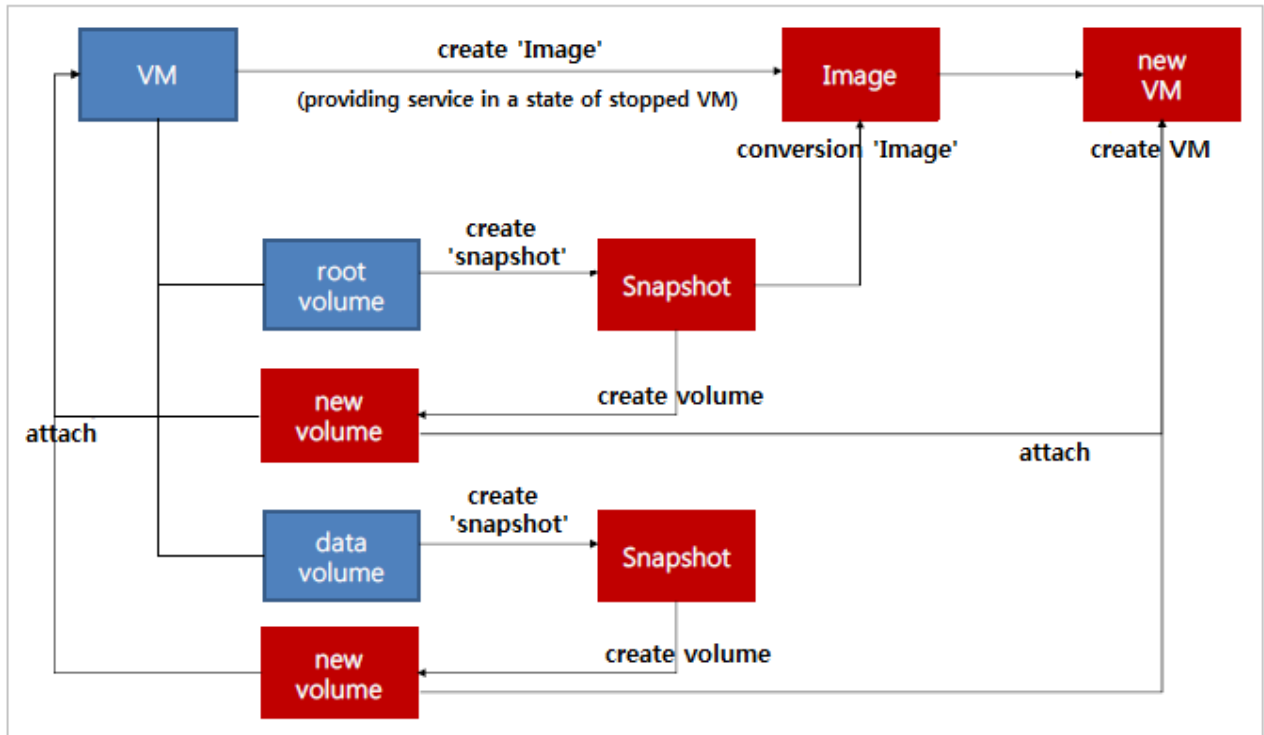 create 'Image'
VM
Image
new
VM
(providing service in a state of stopped VM)
conversion 'Image'
create VM
create
'snapshot'
root
volume
Snapshot
new
volume
create volume
attach
attach
create
'snapshot'
data
volume
Snapshot
new
volume
create volume